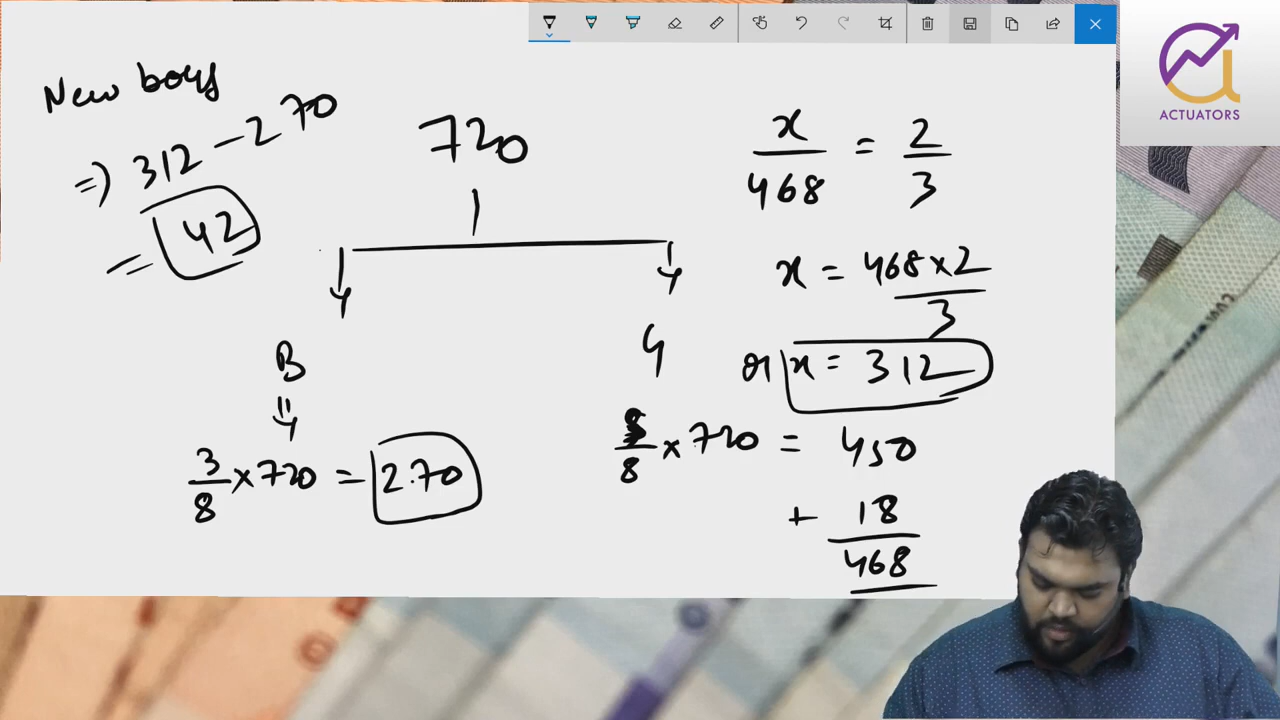 New boys
⇒ 312 - 270
= 42
720
B
3/8 × 720 = 270
G
5/8 × 720 = 450
+ 18
468
x/468 = 2/3
x = 468×2/3
or x = 312
ACTUATORS